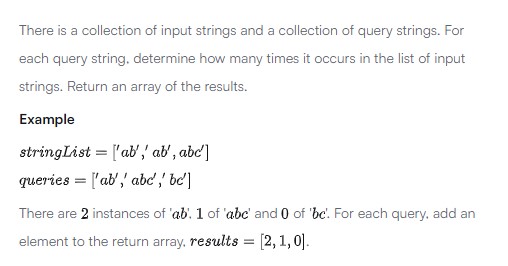 There is a collection of input strings and a collection of query strings. For
each query string, determine how many times it occurs in the list of input
strings. Return an array of the results.
Example
stringList = ['ab',' ab', abc']
queries = ['ab',' abc',' bc']
There are 2 instances of 'ab'. 1 of 'abc' and 0 of 'bc'. For each query, add an
element to the return array, results = [2, 1, 0].